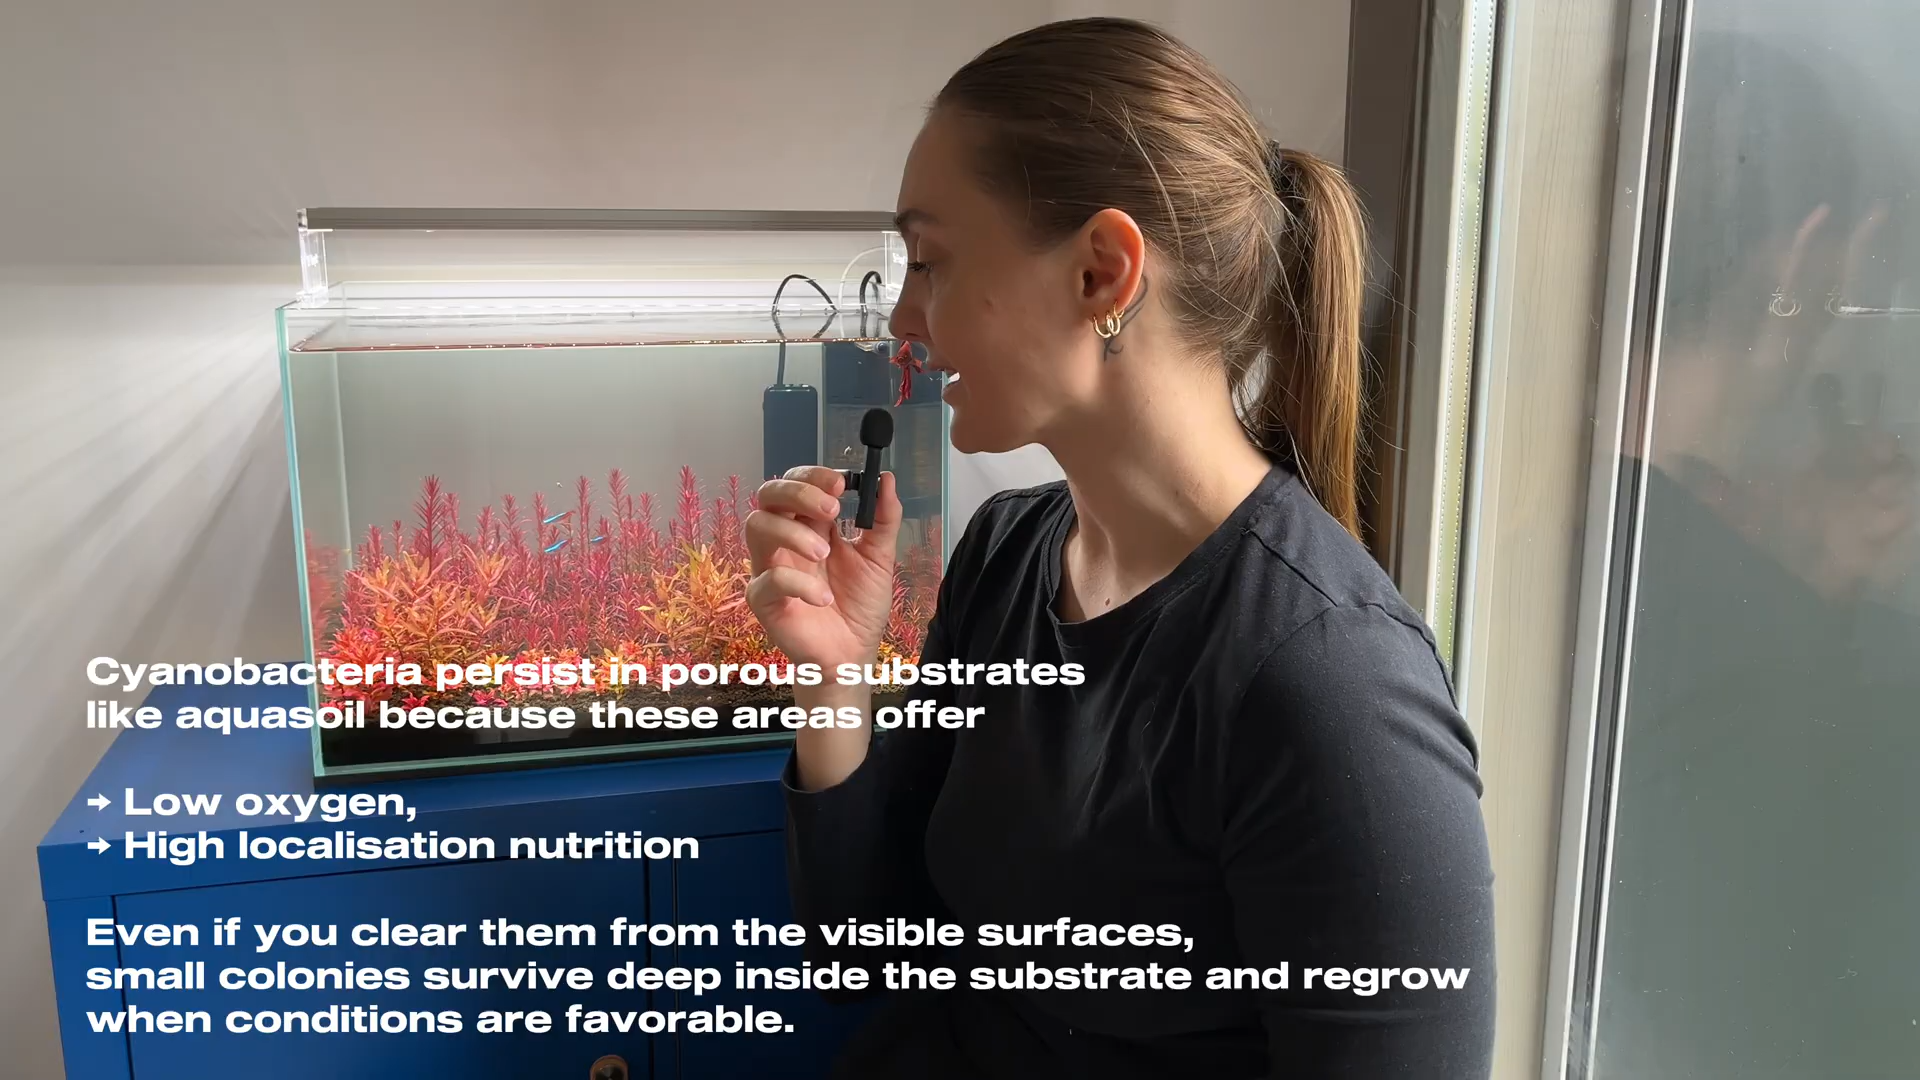 Cyanobacteria persist in porous substrates
like aquasoil because these areas offer
→ Low oxygen,
→ High localisation nutrition
Even if you clear them from the visible surfaces,
small colonies survive deep inside the substrate and regrow
when conditions are favorable.